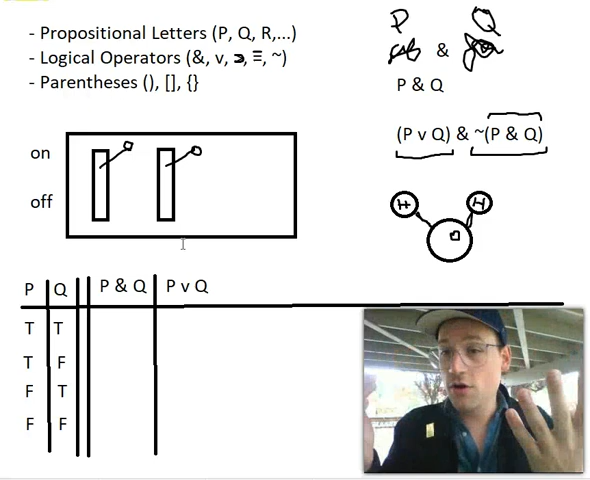 - Propositional Letters (P, Q, R,...)
- Logical Operators (&, v, ⊃, ≡, ~)
- Parentheses (), [], {}
P Q
&
P & Q
(P v Q) & ~(P & Q)
on
off
H H
O
P Q P & Q P v Q
T T
T F
F T
F F